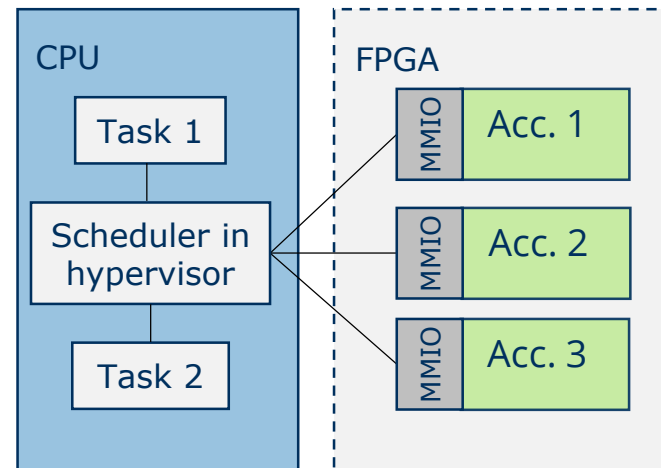 CPU
Task 1
Scheduler in
hypervisor
Task 2
FPGA
MMIO
Acc. 1
MMIO
Acc. 2
MMIO
Acc. 3